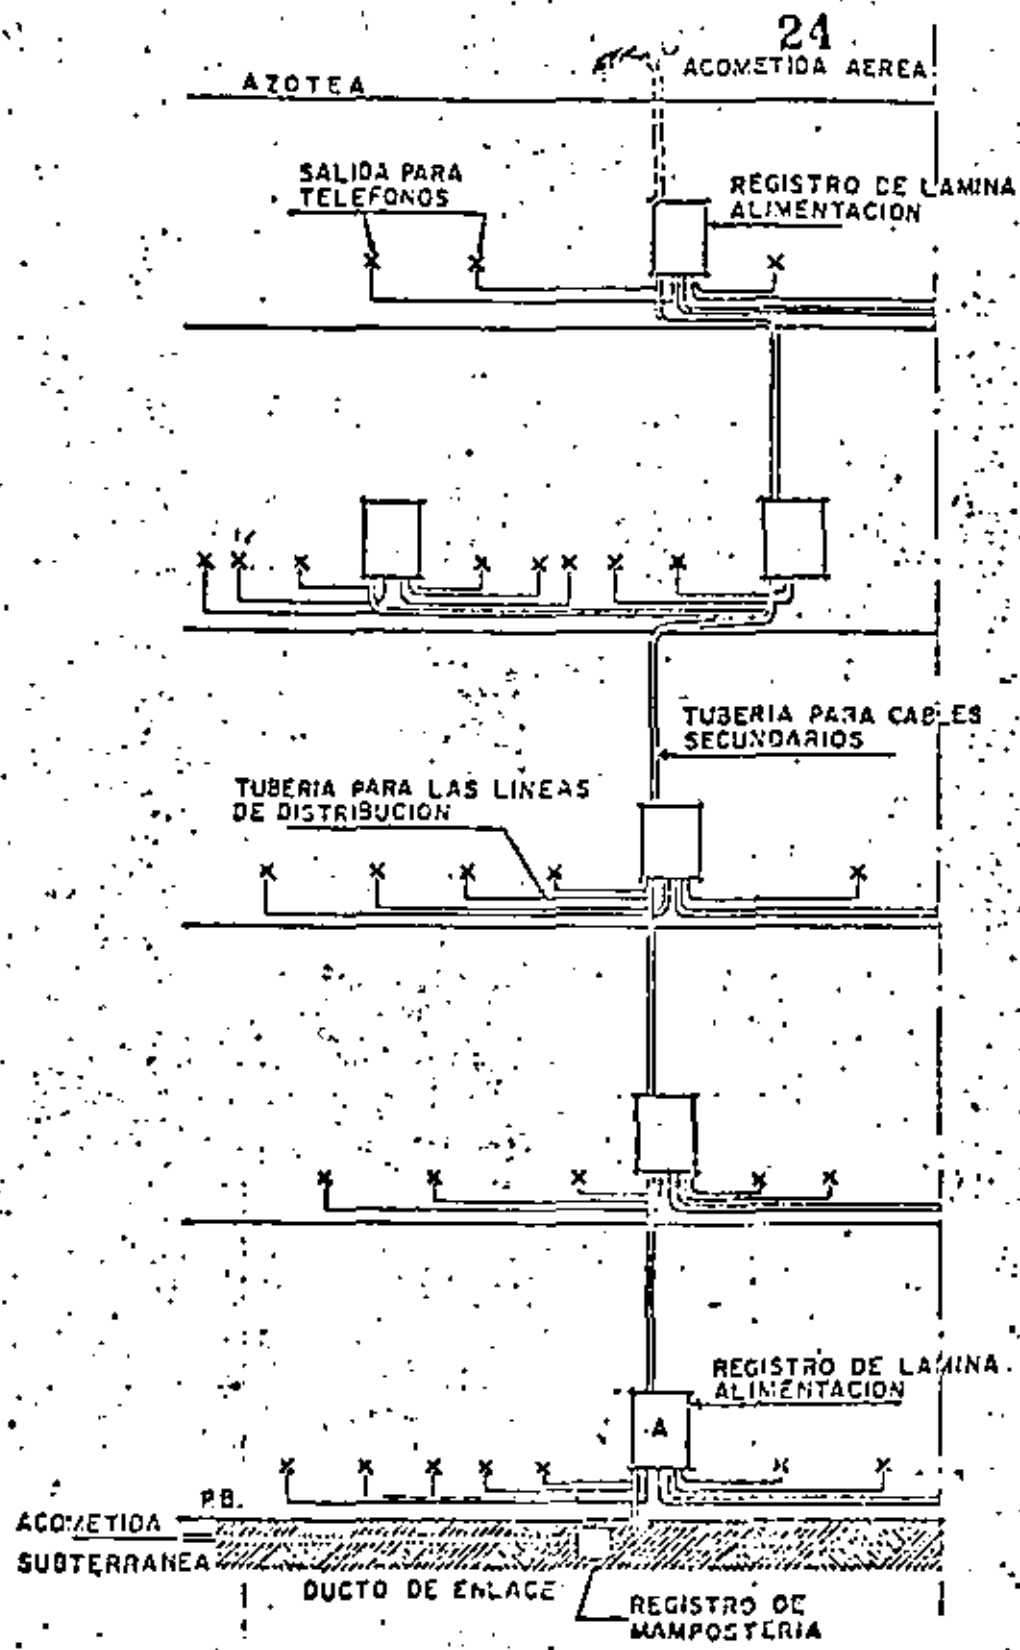 24
ACOMETIDA AEREA
AZOTEA
SALIDA PARA
TELEFONOS
REGISTRO DE LAMINA
ALIMENTACION
TUBERIA PARA CABLES
SECUNDARIOS
TUBERIA PARA LAS LINEAS
DE DISTRIBUCION
REGISTRO DE LAMINA
ALIMENTACION
A
P.B.
ACOMETIDA
SUBTERRANEA
DUCTO DE ENLACE
REGISTRO DE
MAMPOSTERIA